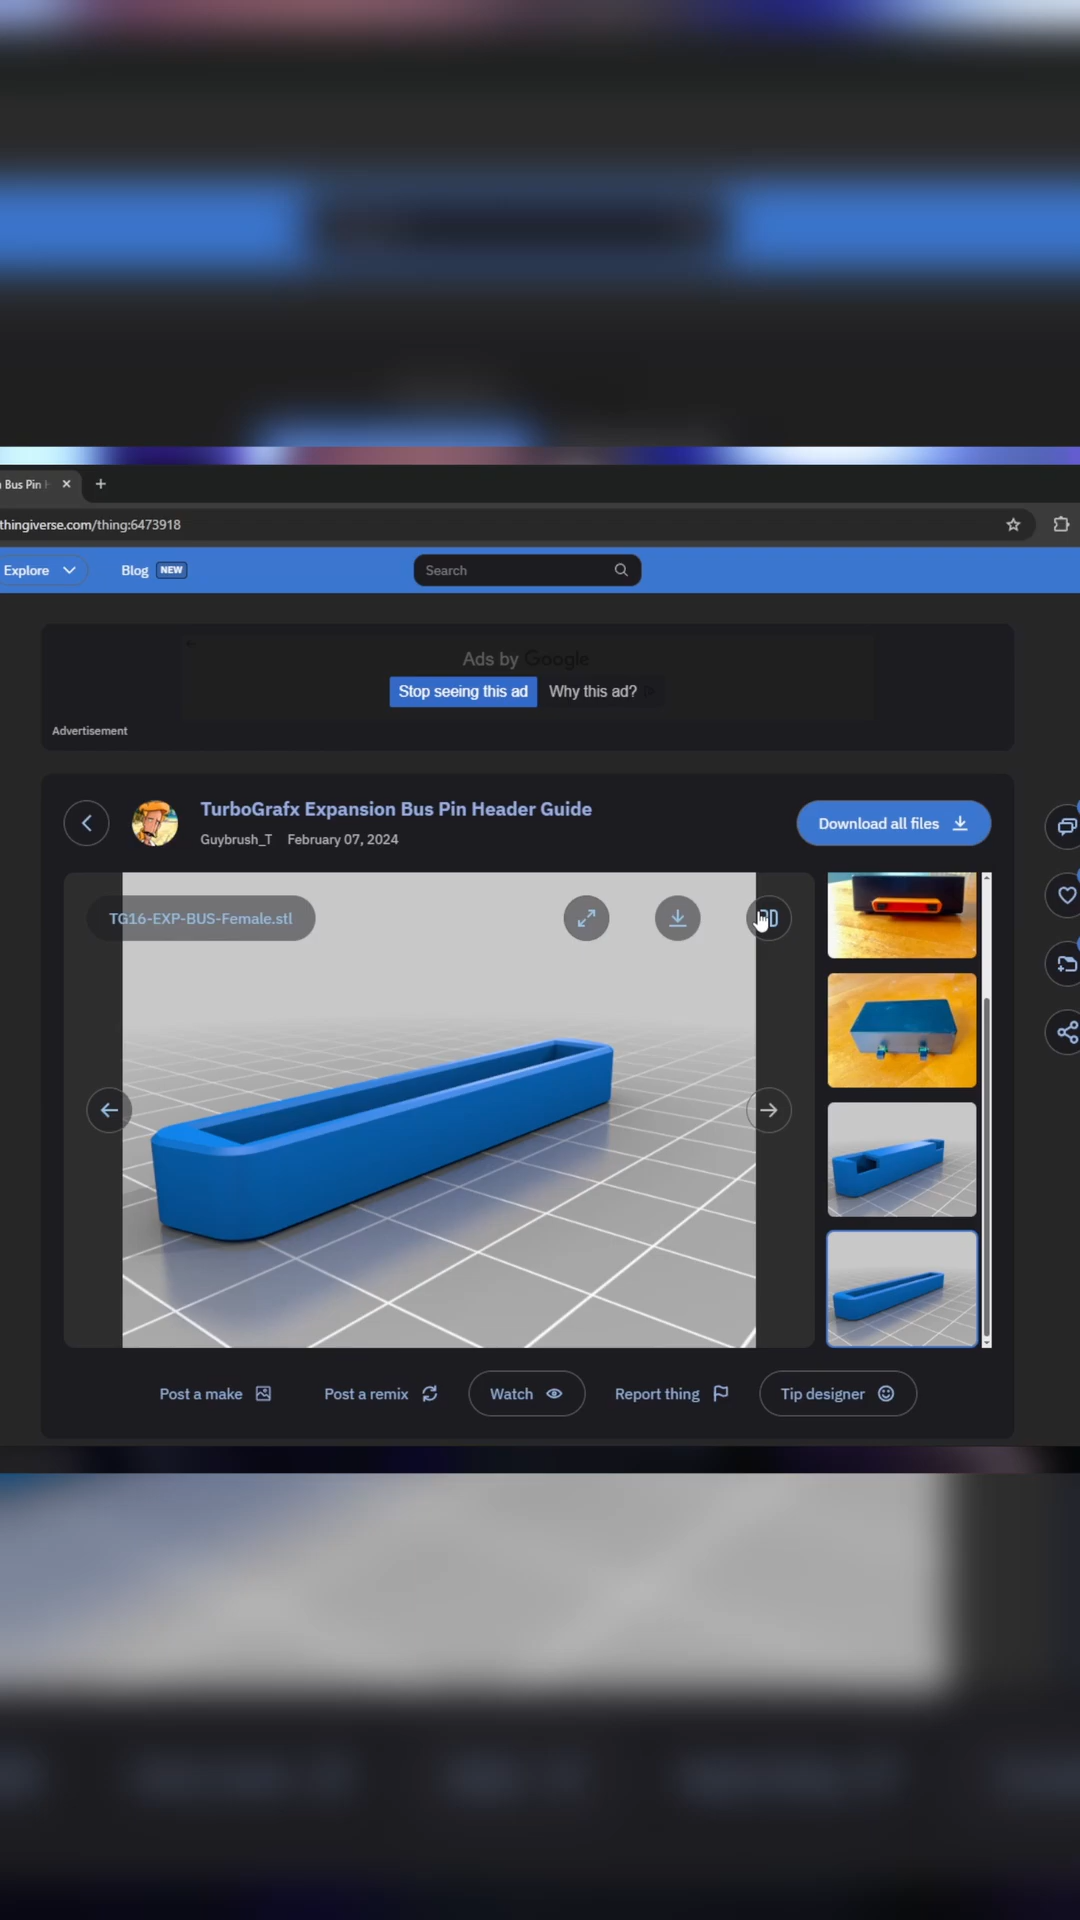 Bus Pin
thingiverse.com/thing:6473918
Explore
Blog NEW
Search
Ads by Google
Stop seeing this ad
Why this ad?
Advertisement
TurboGrafx Expansion Bus Pin Header Guide
Guybrush_T February 07, 2024
Download all files
TG16-EXP-BUS-Female.stl
Post a make
Post a remix
Watch
Report thing
Tip designer